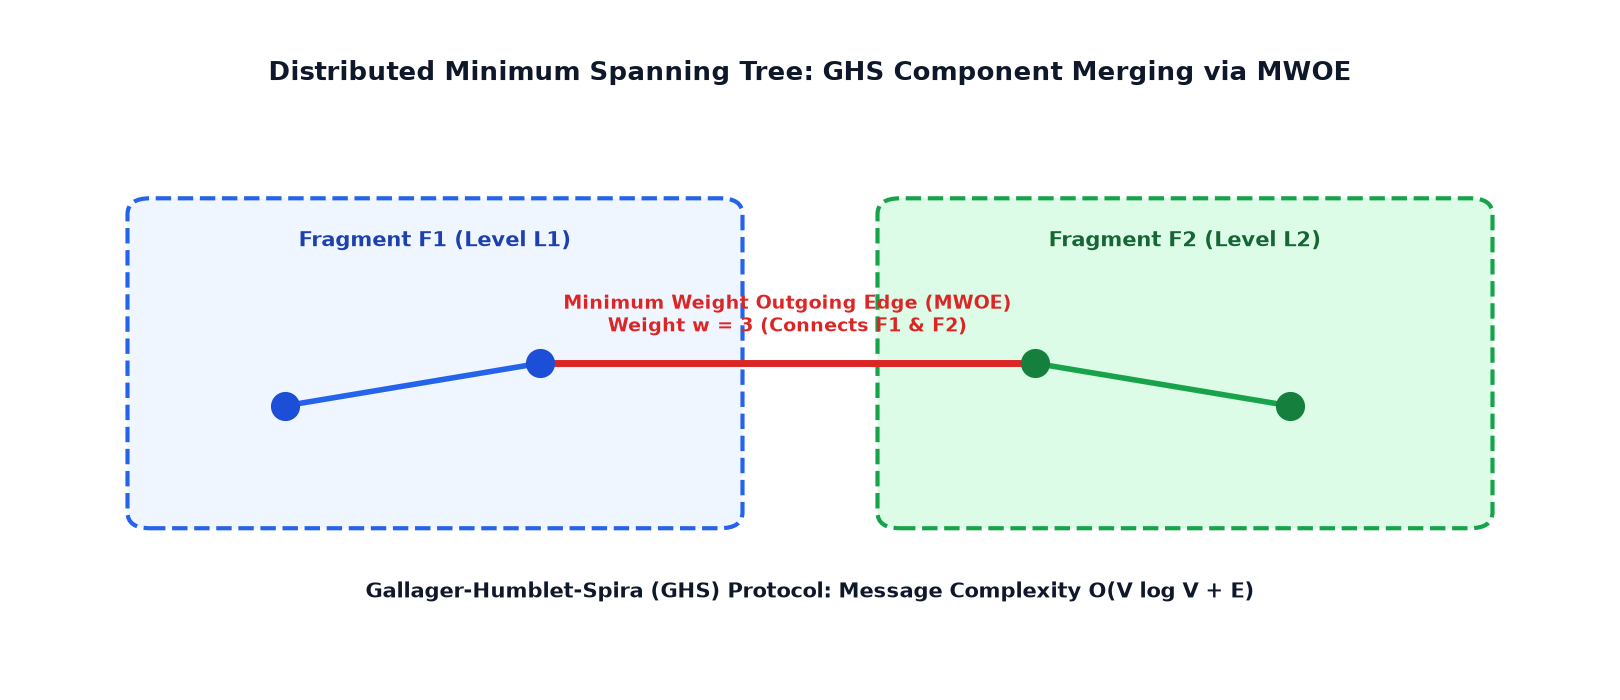 Distributed Minimum Spanning Tree: GHS Component Merging via MWOE
Fragment F1 (Level L1)
Fragment F2 (Level L2)
Minimum Weight Outgoing Edge (MWOE)
Weight w = 3 (Connects F1 & F2)
Gallager-Humblet-Spira (GHS) Protocol: Message Complexity O(V log V + E)